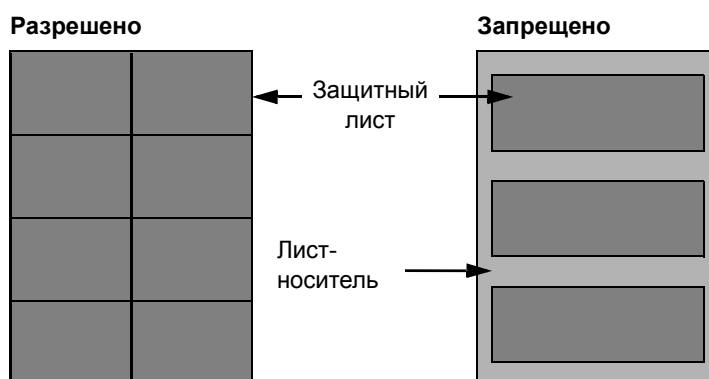 Разрешено
Запрещено
Защитный
лист
Лист-
носитель